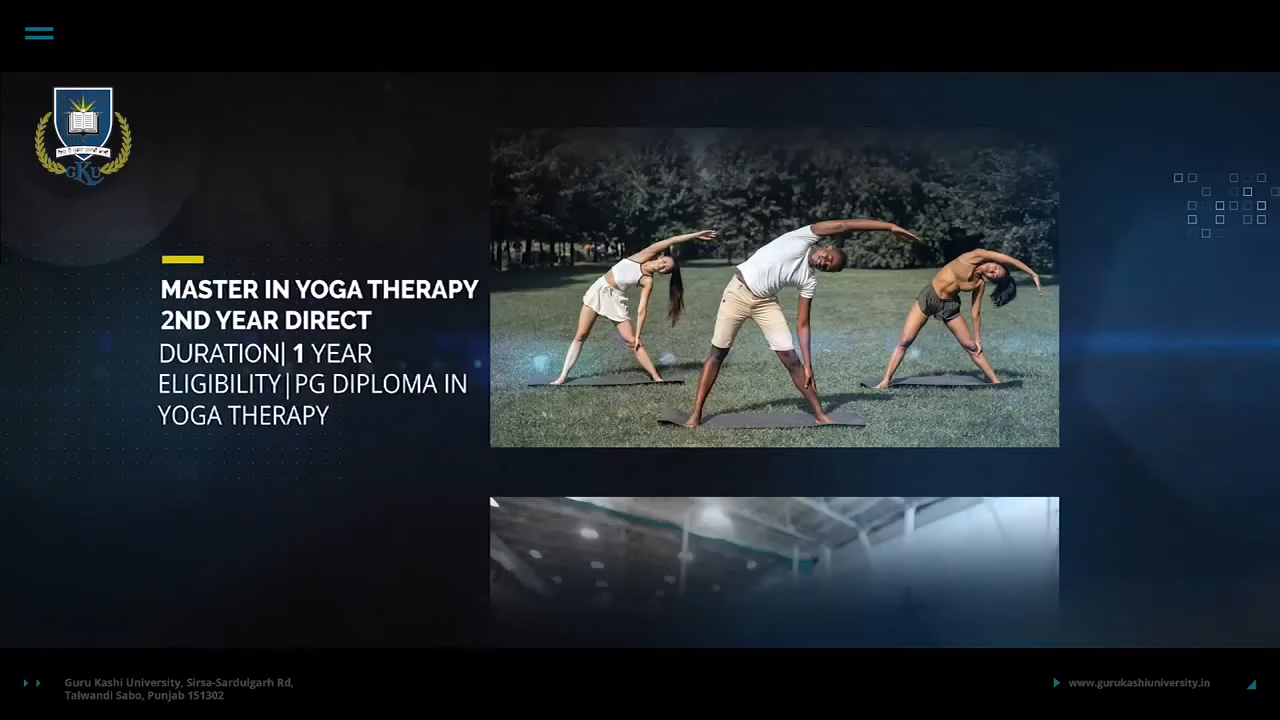 GKU
MASTER IN YOGA THERAPY
2ND YEAR DIRECT
DURATION| 1 YEAR
ELIGIBILITY|PG DIPLOMA IN
YOGA THERAPY
Guru Kashi University, Sirsa-Sardulgarh Rd,
Talwandi Sabo, Punjab 151302
www.gurukashiuniversity.in